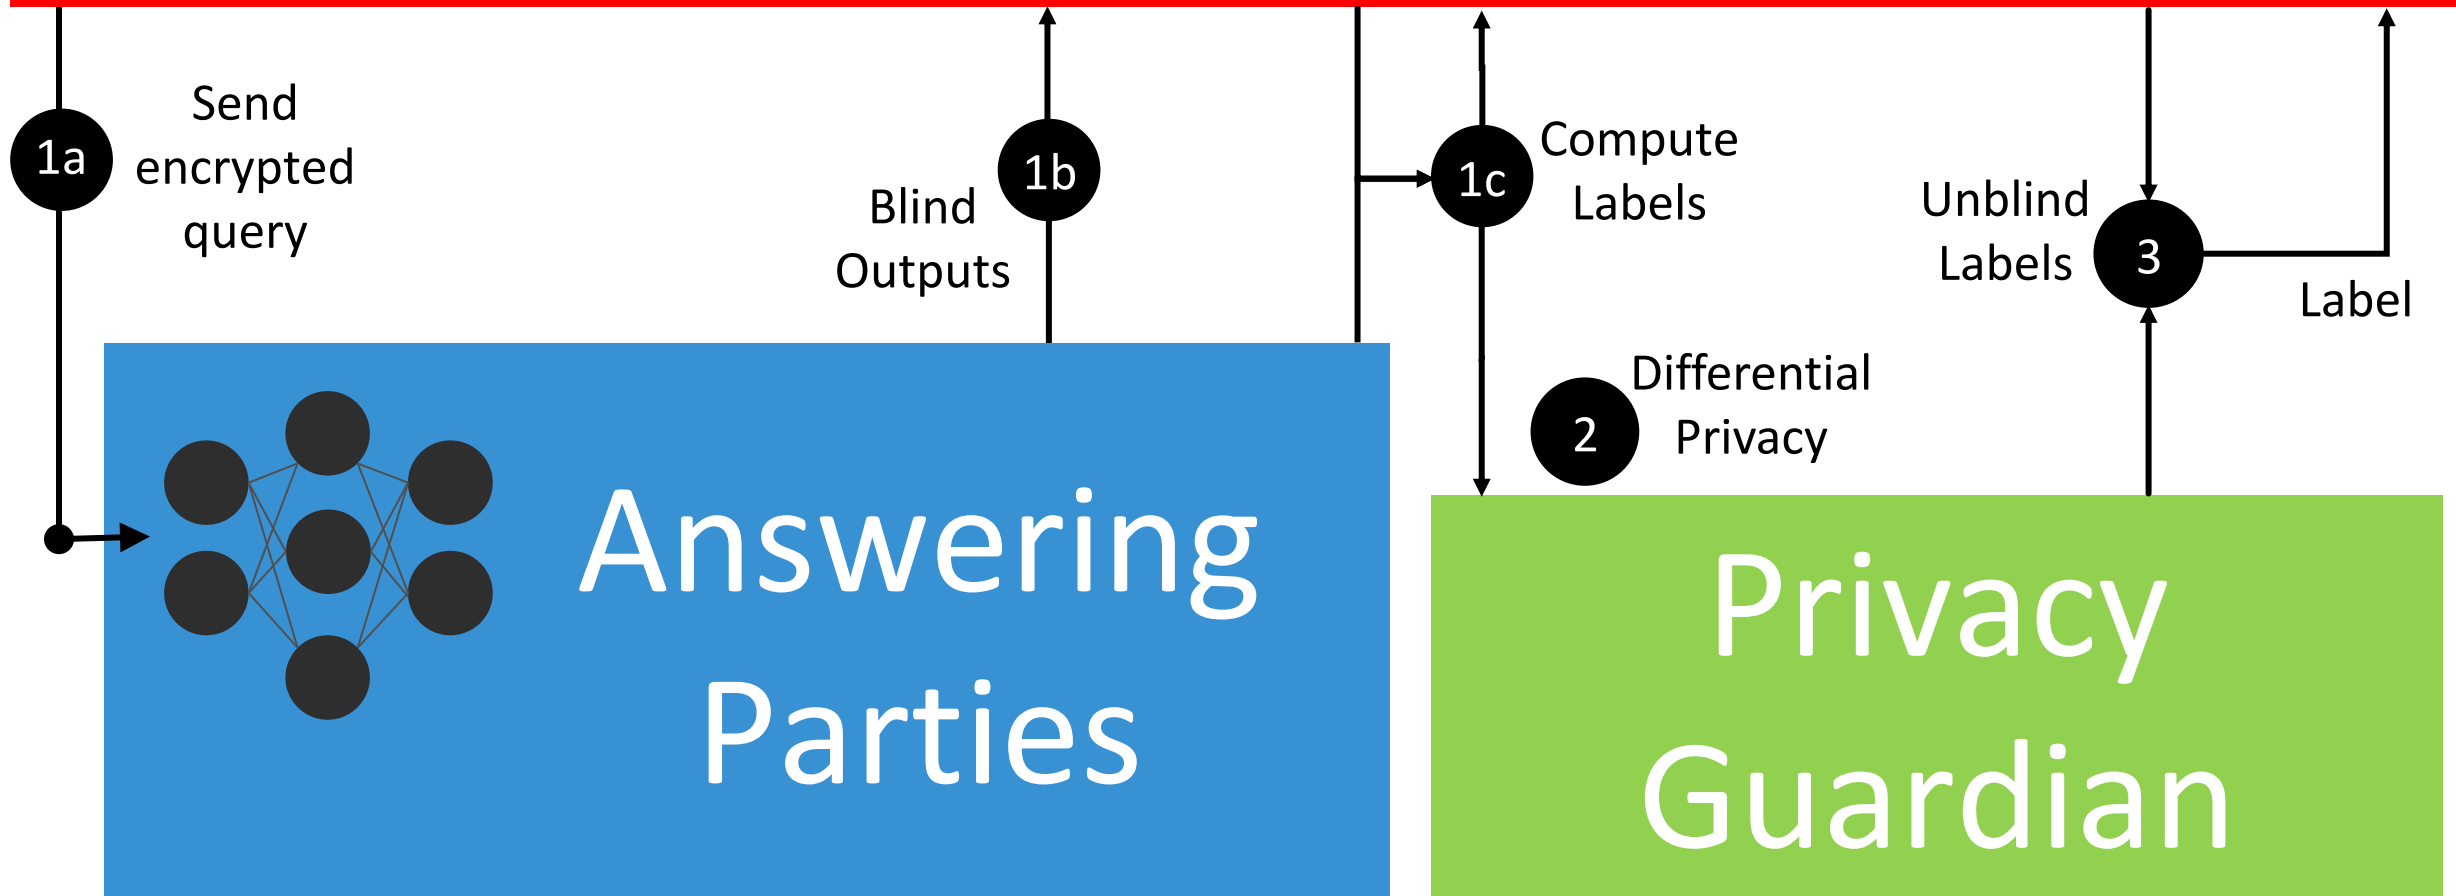 1a
Send
encrypted
query
Blind
Outputs
1b
1c
Compute
Labels
Unblind
Labels
3
Label
2
Differential
Privacy
Answering
Parties
Privacy
Guardian